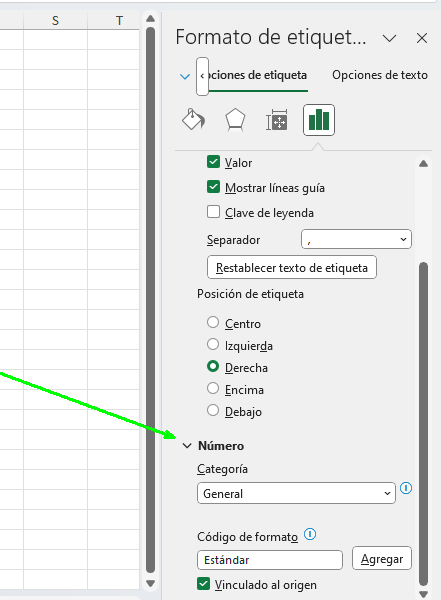 S T
Formato de etiquet...
pciones de etiqueta Opciones de texto
Valor
Mostrar líneas guía
Clave de leyenda
Separador ,
Restablecer texto de etiqueta
Posición de etiqueta
Centro
Izquierda
Derecha
Encima
Debajo
Número
Categoría
General
Código de formato
Estándar Agregar
Vinculado al origen